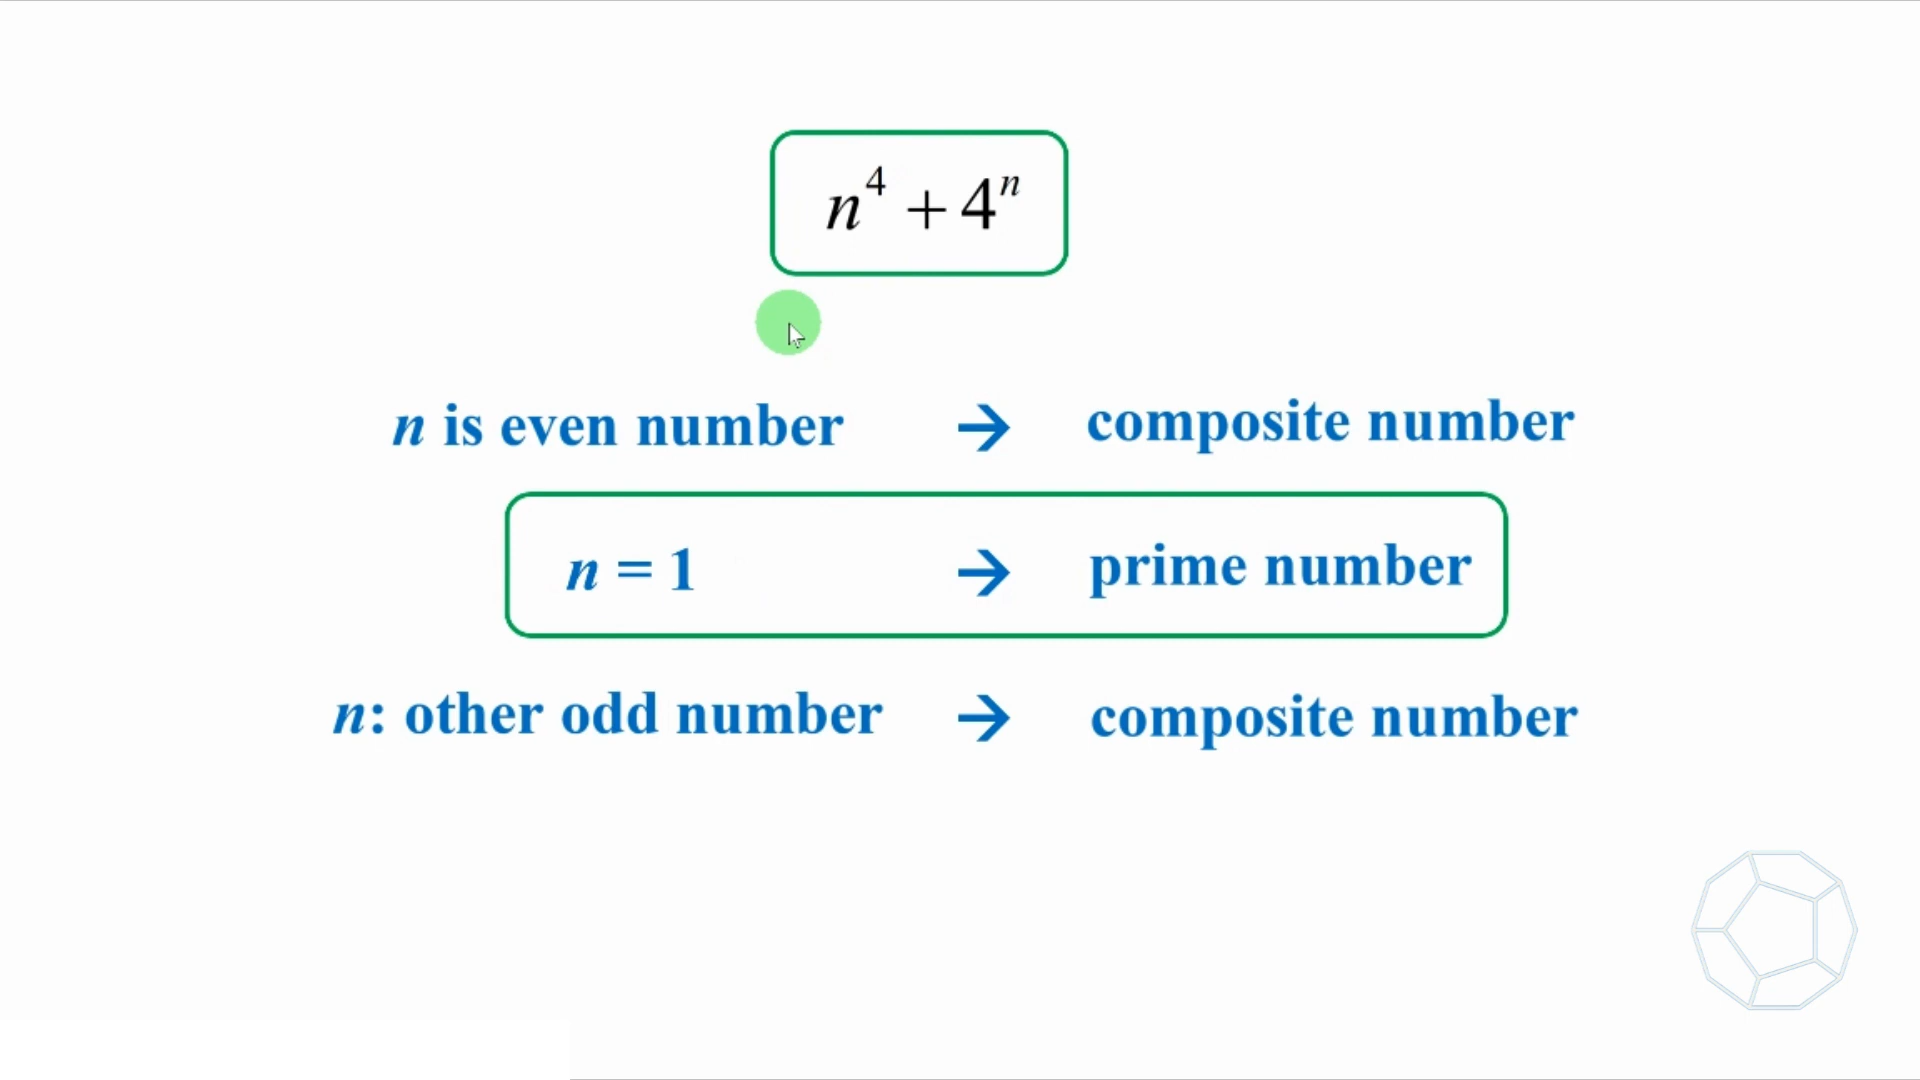 n⁴ + 4ⁿ
n is even number → composite number
n = 1 → prime number
n: other odd number → composite number